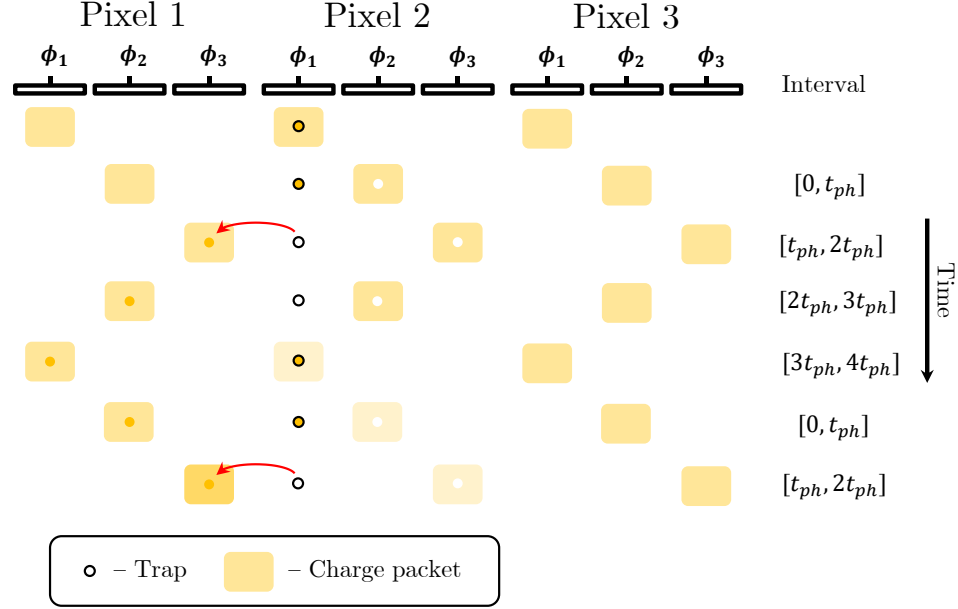 Pixel 1 Pixel 2 Pixel 3
ϕ₁ ϕ₂ ϕ₃ ϕ₁ ϕ₂ ϕ₃ ϕ₁ ϕ₂ ϕ₃
Interval
[0, tₚₕ]
[tₚₕ, 2tₚₕ]
[2tₚₕ, 3tₚₕ]
[3tₚₕ, 4tₚₕ]
[0, tₚₕ]
[tₚₕ, 2tₚₕ]
Time
– Trap – Charge packet